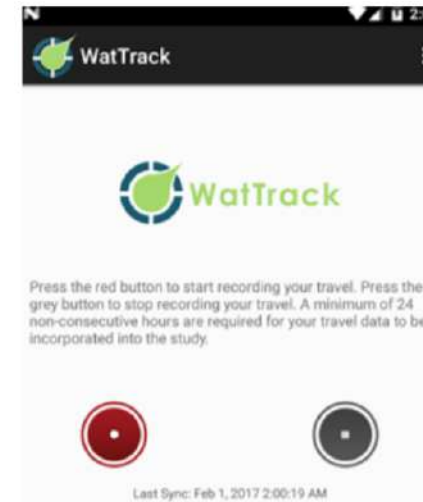 2:
WatTrack
WatTrack
Press the red button to start recording your travel. Press the
grey button to stop recording your travel. A minimum of 24
non-consecutive hours are required for your travel data to be
incorporated into the study.
Last Sync: Feb 1, 2017 2:00:19 AM